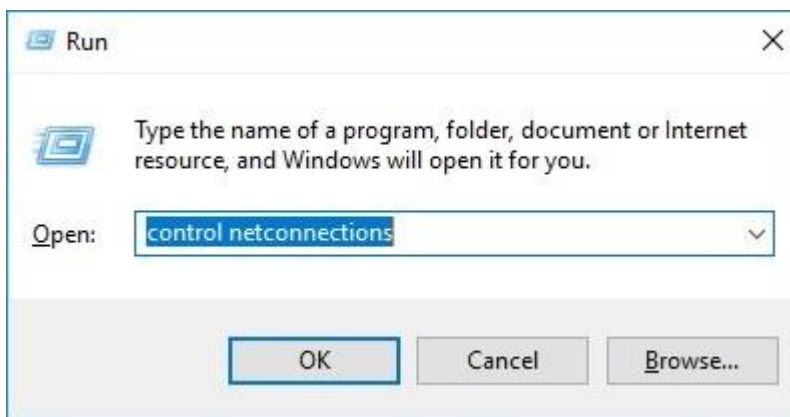 Run
Type the name of a program, folder, document or Internet
resource, and Windows will open it for you.
Open: control netconnections
OK Cancel Browse...